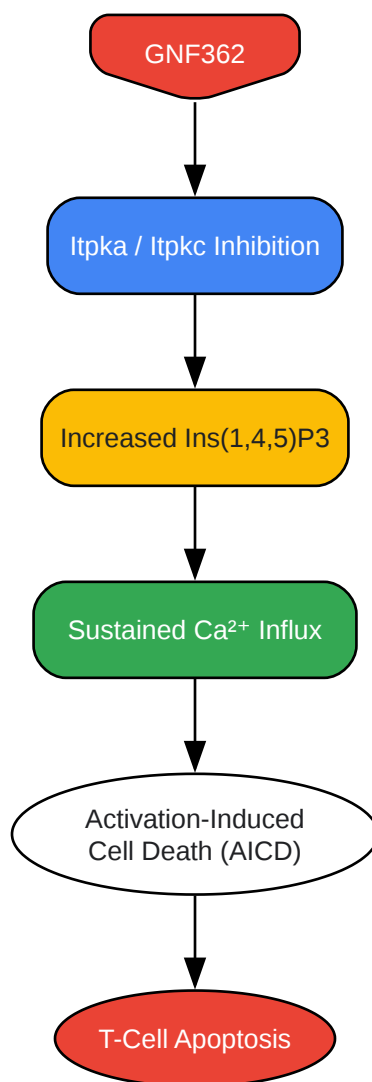 GNF362
Itpka / Itpkc Inhibition
Increased Ins(1,4,5)P3
Sustained Ca²⁺ Influx
Activation-Induced
Cell Death (AICD)
T-Cell Apoptosis